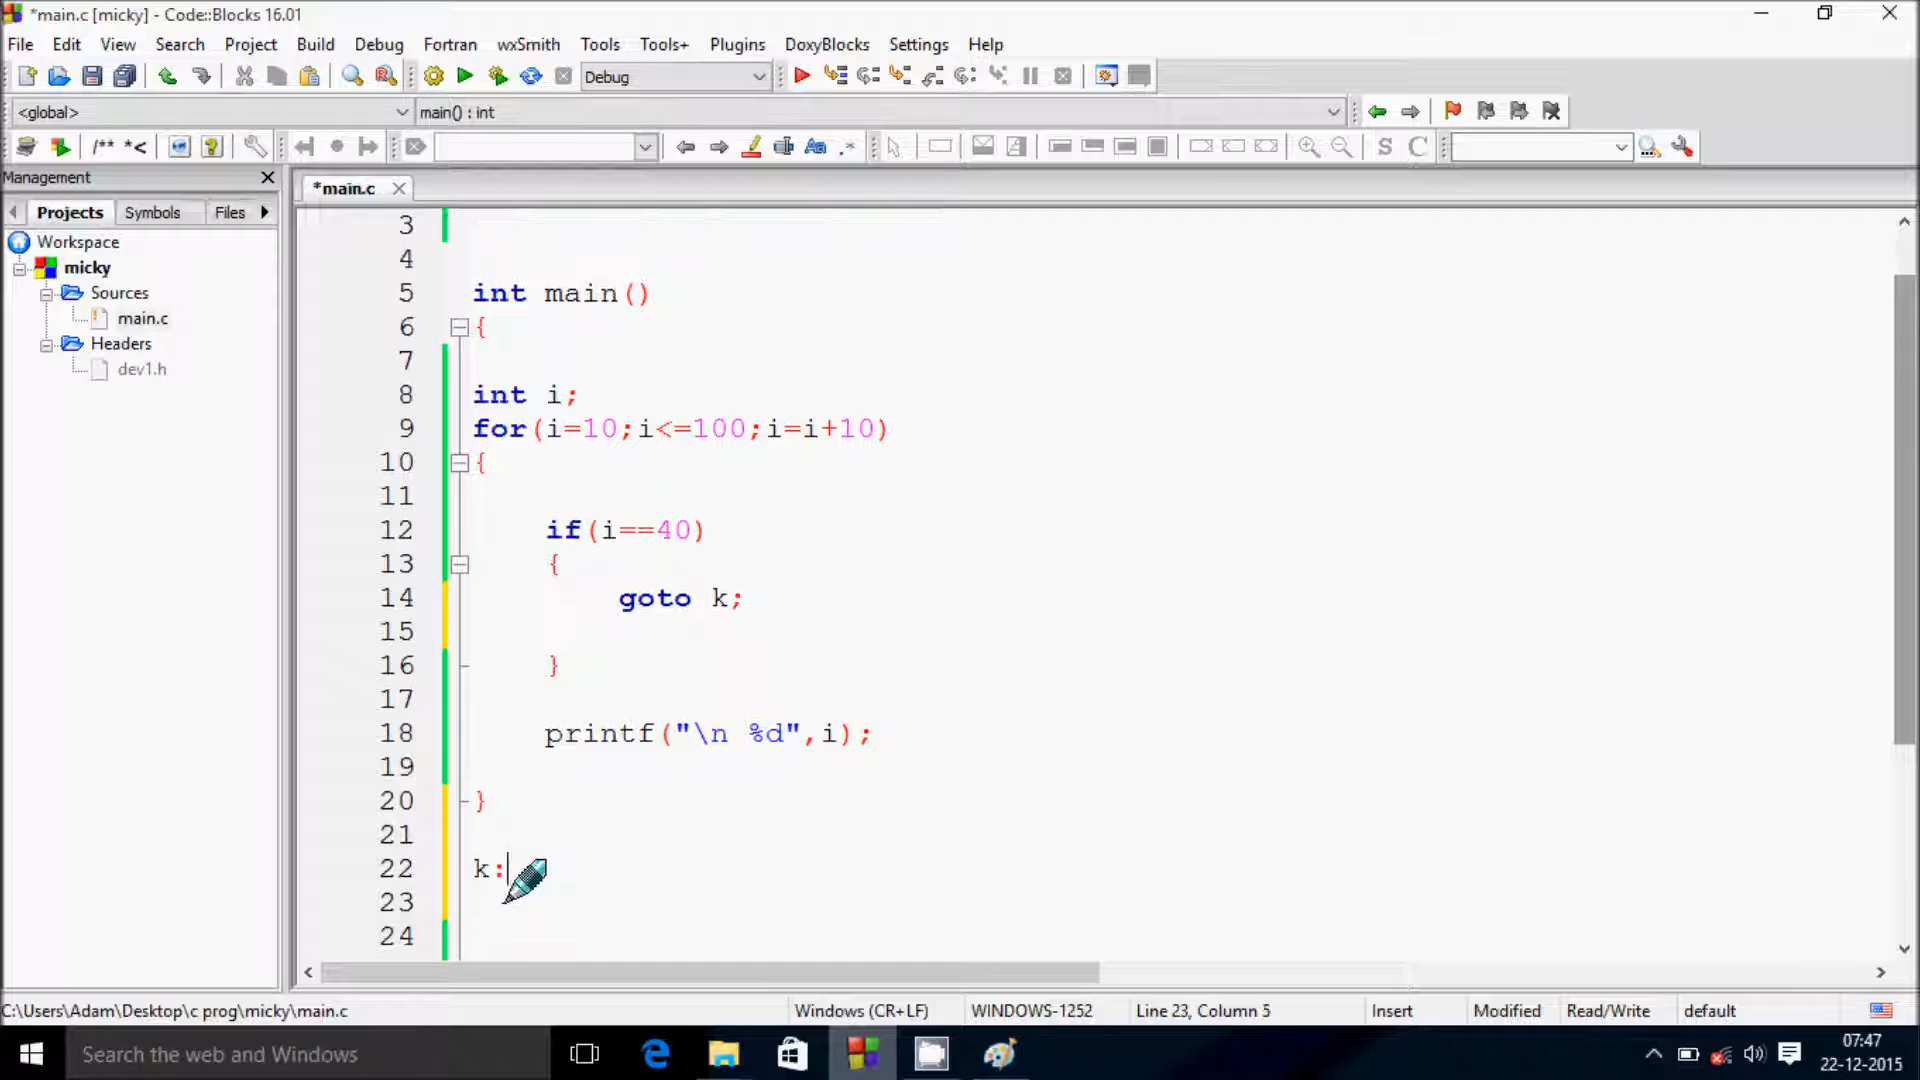 *main.c [micky] - Code::Blocks 16.01
File Edit View Search Project Build Debug Fortran wxSmith Tools Tools+ Plugins DoxyBlocks Settings Help
Debug
<global> main() : int
/** *<
S C
Management
*main.c
Projects Symbols Files
Workspace
micky
Sources
main.c
Headers
dev1.h
3
4
5 int main()
6 {
7
8 int i;
9 for(i=10;i<=100;i=i+10)
10 {
11
12 if(i==40)
13 {
14 goto k;
15
16 }
17
18 printf("\n %d",i);
19
20 }
21
22 k:
23
24
C:\Users\Adam\Desktop\c prog\micky\main.c Windows (CR+LF) WINDOWS-1252 Line 23, Column 5 Insert Modified Read/Write default
Search the web and Windows
07:47
22-12-2015